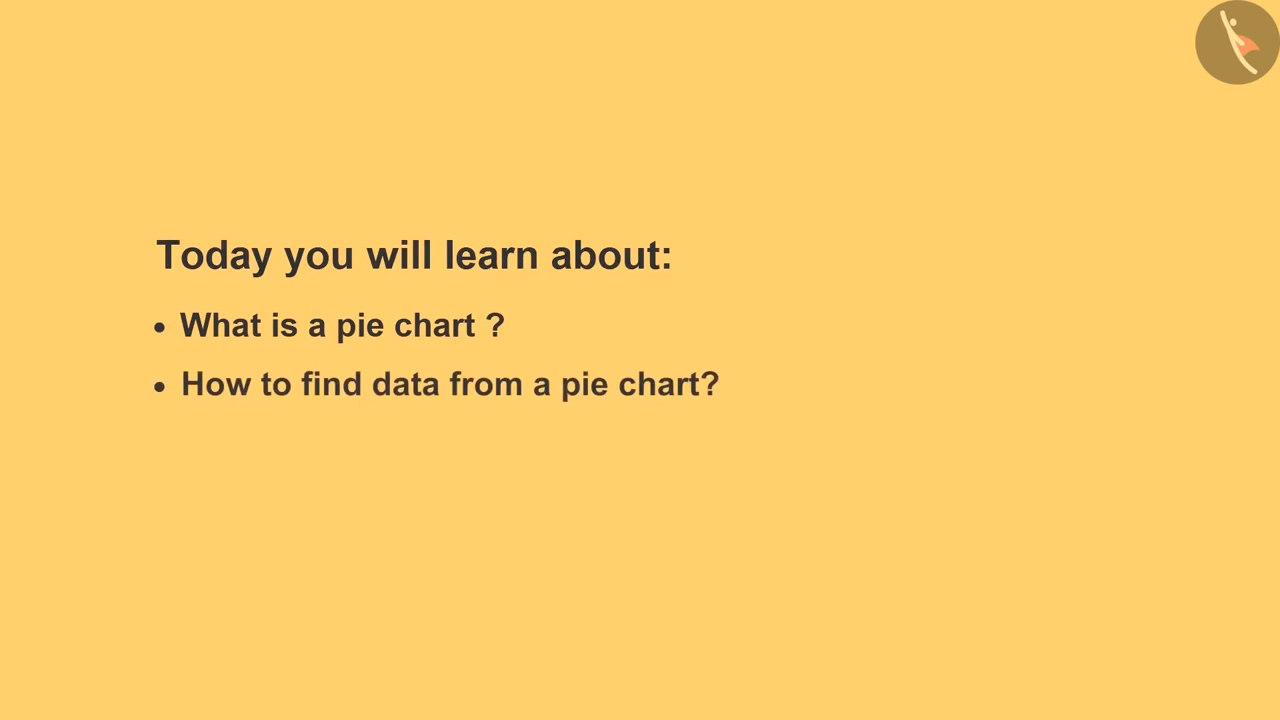 Today you will learn about:
• What is a pie chart ?
• How to find data from a pie chart?